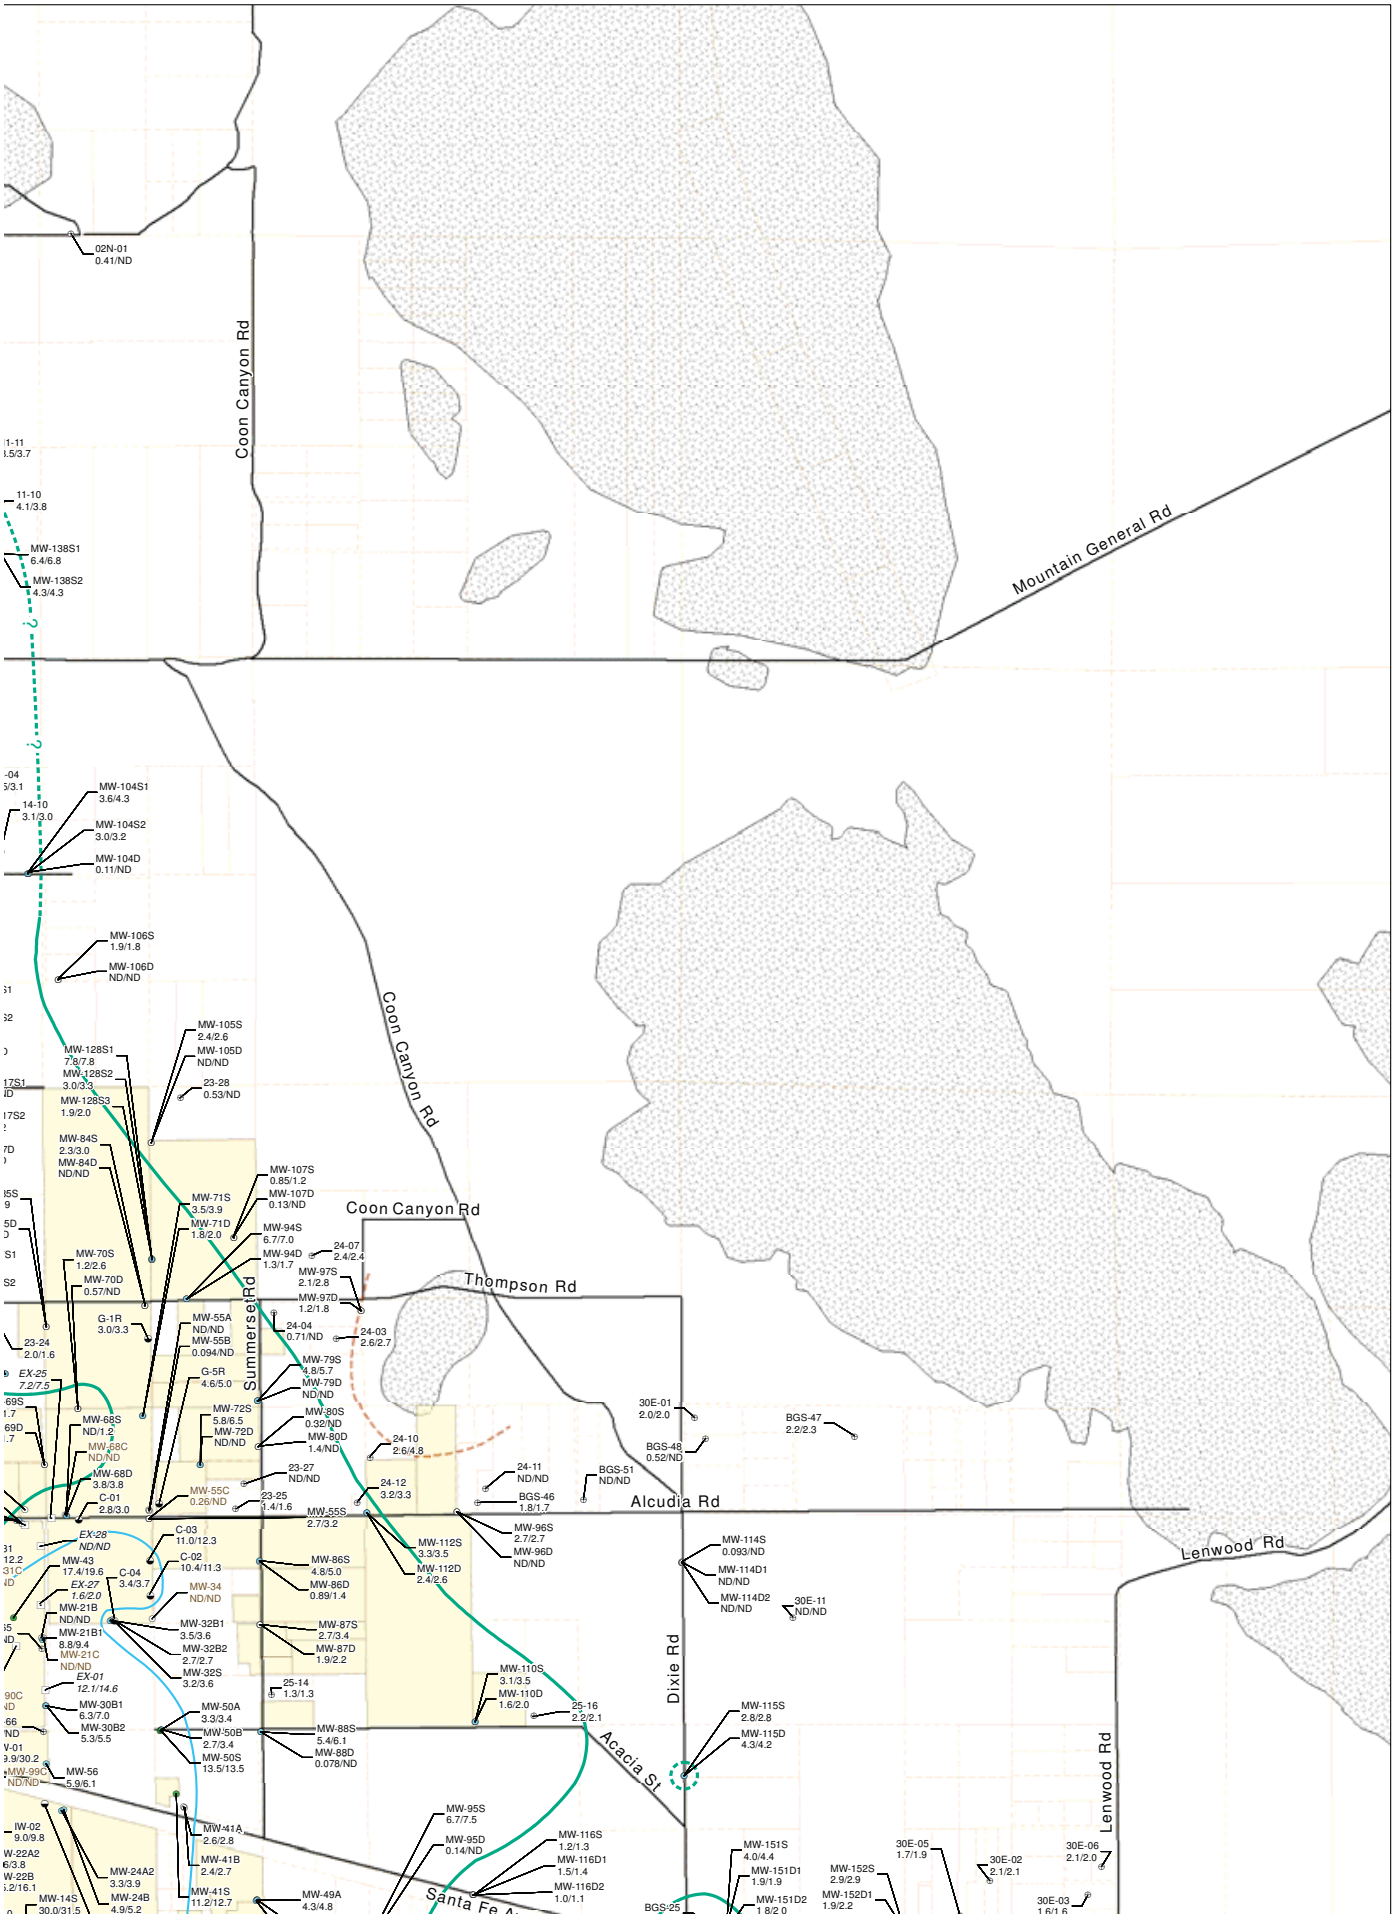 02N-01
0.41/ND
Coon Canyon Rd
11-10
4.1/3.8
MW-138S1
6.4/6.8
MW-138S2
4.3/4.3
Mountain General Rd
?
?
MW-104S1
3.6/4.3
14-10
3.1/3.0
MW-104S2
3.0/3.2
MW-104D
0.11/ND
MW-106S
1.9/1.8
MW-106D
ND/ND
Coon Canyon Rd
MW-105S
2.4/2.6
MW-105D
ND/ND
MW-128S1
7.8/7.8
MW-128S2
3.0/3.3
23-28
0.53/ND
MW-128S3
1.9/2.0
MW-84S
2.3/3.0
MW-84D
ND/ND
MW-107S
0.85/1.2
MW-107D
0.13/ND
MW-71S
3.5/3.9
MW-71D
1.8/2.0
Coon Canyon Rd
MW-94S
6.7/7.0
MW-94D
1.3/1.7
24-07
2.4/2.4
MW-70S
1.2/2.6
MW-70D
0.57/ND
MW-97S
2.1/2.8
MW-97D
1.2/1.8
Thompson Rd
Summerset Rd
G-1R
3.0/3.3
MW-55A
ND/ND
MW-55B
0.094/ND
24-04
0.71/ND
24-03
2.6/2.7
23-24
2.0/1.6
EX-25
7.2/7.5
G-5R
4.6/5.0
MW-79S
4.8/5.7
MW-79D
ND/ND
MW-72S
5.8/6.5
MW-72D
ND/ND
MW-80S
0.32/ND
MW-80D
1.4/ND
MW-68S
ND/1.2
MW-68C
ND/ND
MW-68D
3.8/3.8
24-10
2.6/4.8
30E-01
2.0/2.0
BGS-47
2.2/2.3
BGS-48
0.52/ND
23-27
ND/ND
24-11
ND/ND
BGS-51
ND/ND
24-12
3.2/3.3
BGS-46
1.8/1.7
MW-55C
0.26/ND
23-25
1.4/1.6
C-01
2.8/3.0
MW-55S
2.7/3.2
Alcudia Rd
MW-96S
2.7/2.7
MW-96D
ND/ND
EX-28
ND/ND
C-03
11.0/12.3
C-02
10.4/11.3
MW-112S
3.3/3.5
MW-112D
2.4/2.6
MW-114S
0.093/ND
MW-114D1
ND/ND
MW-114D2
ND/ND
Lenwood Rd
MW-43
17.4/19.6
C-04
3.4/3.7
EX-27
1.6/2.0
MW-86S
4.8/5.0
MW-86D
0.89/1.4
MW-34
ND/ND
30E-11
ND/ND
MW-21B
ND/ND
MW-21B1
8.8/9.4
MW-21C
ND/ND
MW-32B1
3.5/3.6
MW-32B2
2.7/2.7
MW-32S
3.2/3.6
MW-87S
2.7/3.4
MW-87D
1.9/2.2
EX-01
12.1/14.6
25-14
1.3/1.3
MW-110S
3.1/3.5
MW-110D
1.6/2.0
Dixie Rd
MW-30B1
6.3/7.0
MW-30B2
5.3/5.5
MW-50A
3.3/3.4
MW-50B
2.7/3.4
MW-50S
13.5/13.5
MW-88S
5.4/6.1
MW-88D
0.078/ND
25-16
2.2/2.1
Acacia St
MW-115S
2.8/2.8
MW-115D
4.3/4.2
MW-99C
ND/ND
MW-56
5.9/6.1
Lenwood Rd
IW-02
9.0/9.8
MW-41A
2.6/2.8
MW-41B
2.4/2.7
MW-41S
11.2/12.7
MW-95S
6.7/7.5
MW-95D
0.14/ND
MW-116S
1.2/1.3
MW-116D1
1.5/1.4
MW-116D2
1.0/1.1
MW-151S
4.0/4.4
MW-151D1
1.9/1.9
MW-151D2
1.8/2.0
30E-05
1.7/1.9
MW-152S
2.9/2.9
MW-152D1
1.9/2.2
30E-02
2.1/2.1
30E-06
2.1/2.0
30E-03
1.6/1.6
MW-24A2
3.3/3.9
MW-24B
4.9/5.2
MW-14S
30.0/31.5
MW-49A
4.3/4.8
Santa Fe
BGS-25